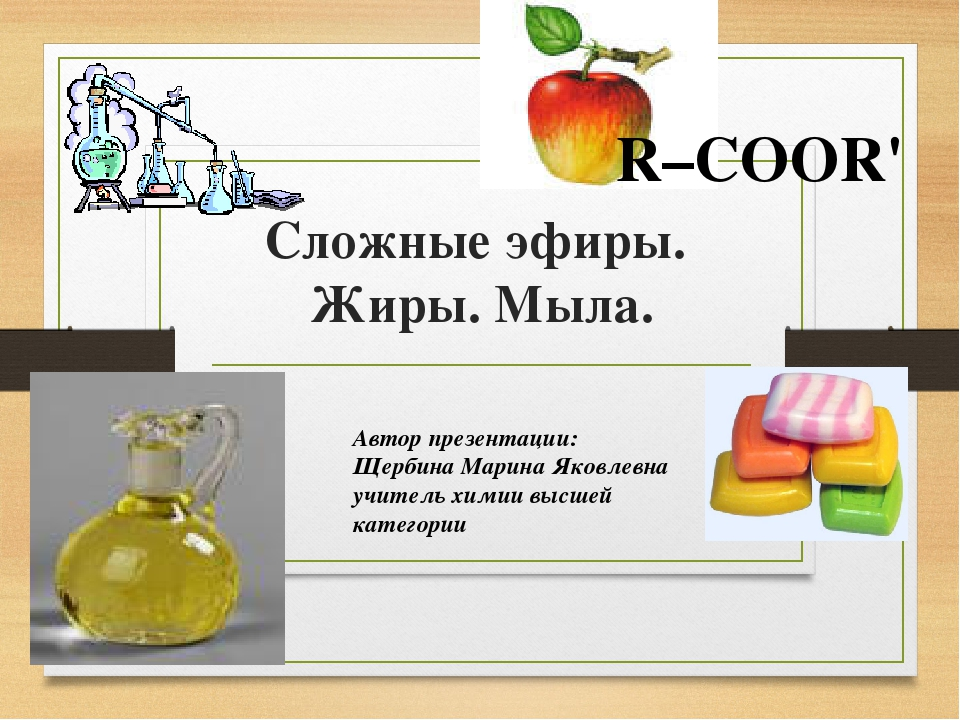 R–COOR'
Сложные эфиры.
Жиры. Мыла.
Автор презентации:
Щербина Марина Яковлевна
учитель химии высшей
категории